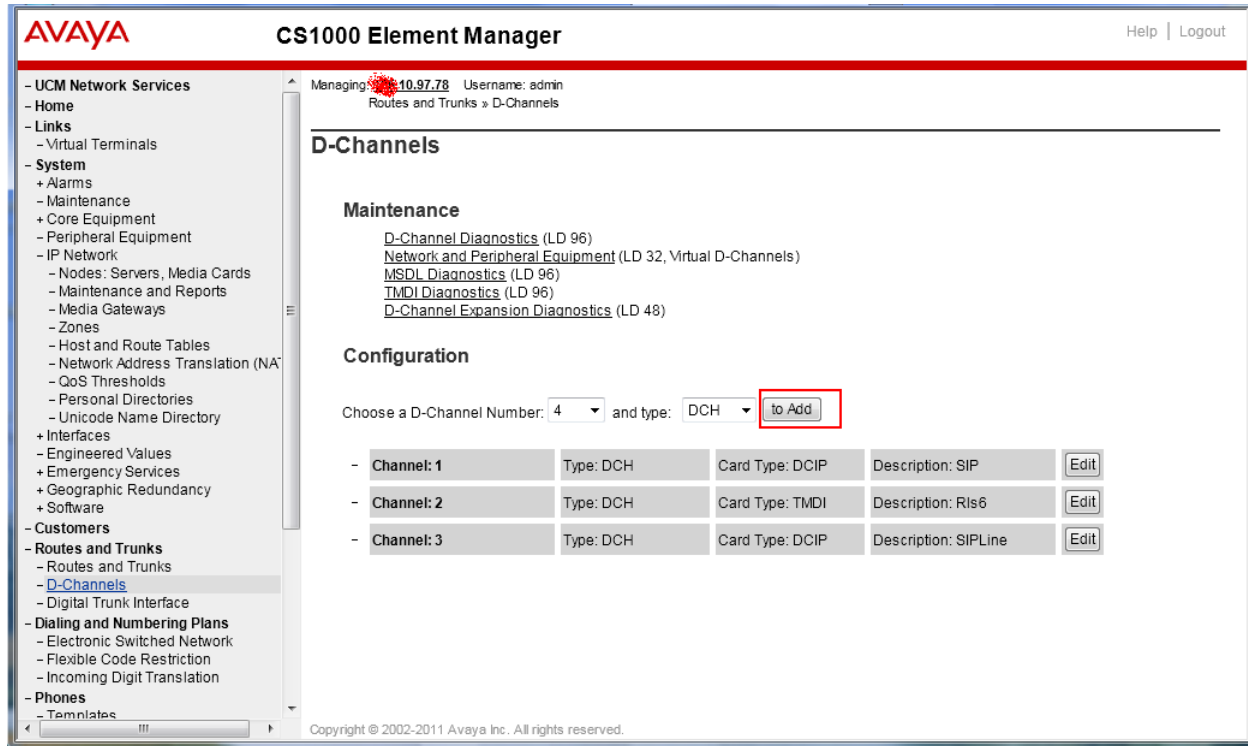 AVAYA CS1000 Element Manager Help | Logout
- UCM Network Services
- Home
- Links
- Virtual Terminals
- System
+ Alarms
- Maintenance
+ Core Equipment
- Peripheral Equipment
- IP Network
- Nodes: Servers, Media Cards
- Maintenance and Reports
- Media Gateways
- Zones
- Host and Route Tables
- Network Address Translation (NAT
- QoS Thresholds
- Personal Directories
- Unicode Name Directory
+ Interfaces
- Engineered Values
+ Emergency Services
+ Geographic Redundancy
+ Software
- Customers
- Routes and Trunks
- Routes and Trunks
- D-Channels
- Digital Trunk Interface
- Dialing and Numbering Plans
- Electronic Switched Network
- Flexible Code Restriction
- Incoming Digit Translation
- Phones
- Templates
Managing: 10.97.78 Username: admin
Routes and Trunks » D-Channels
D-Channels
Maintenance
D-Channel Diagnostics (LD 96)
Network and Peripheral Equipment (LD 32, Virtual D-Channels)
MSDL Diagnostics (LD 96)
TMDI Diagnostics (LD 96)
D-Channel Expansion Diagnostics (LD 48)
Configuration
Choose a D-Channel Number: 4 and type: DCH to Add
- Channel: 1 Type: DCH Card Type: DCIP Description: SIP Edit
- Channel: 2 Type: DCH Card Type: TMDI Description: Rls6 Edit
- Channel: 3 Type: DCH Card Type: DCIP Description: SIPLine Edit
Copyright © 2002-2011 Avaya Inc. All rights reserved.